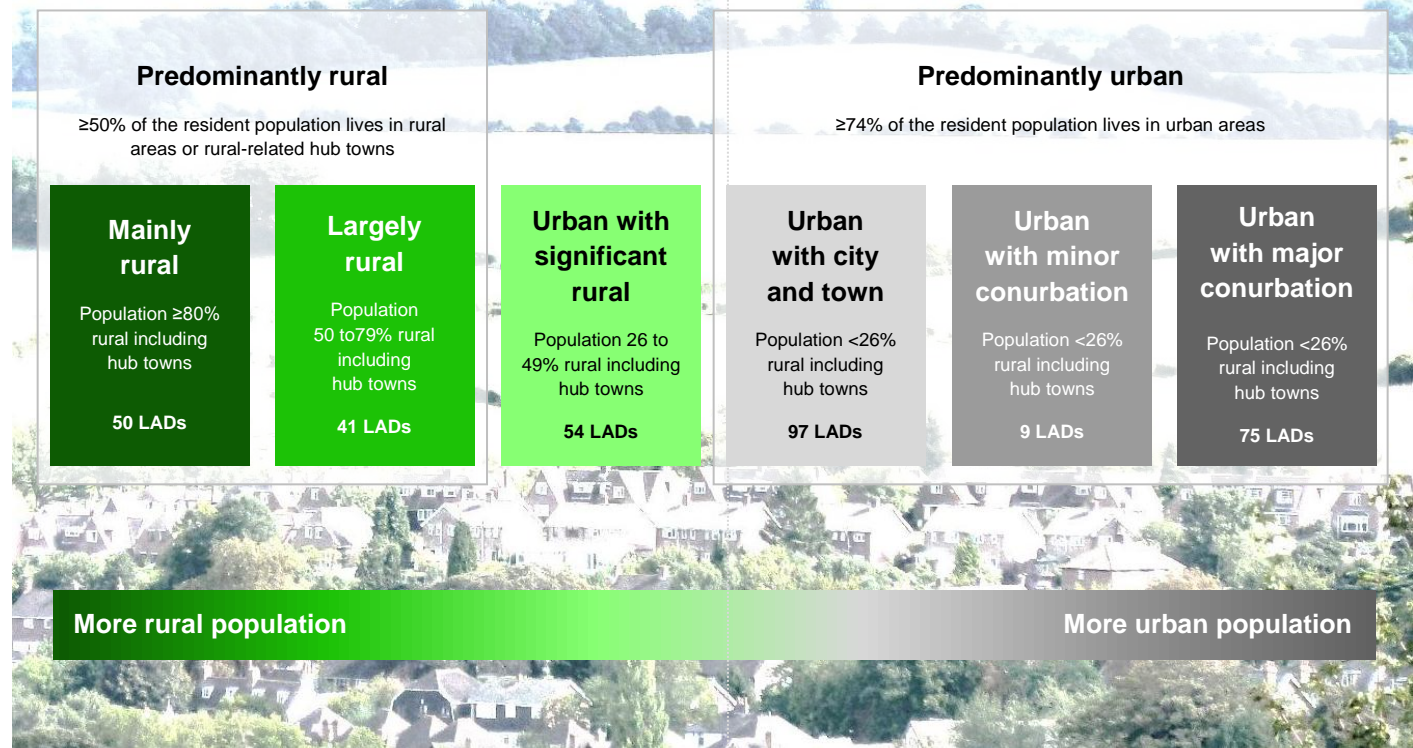 Predominantly rural
≥50% of the resident population lives in rural
areas or rural-related hub towns
Predominantly urban
≥74% of the resident population lives in urban areas
Mainly
rural
Population ≥80%
rural including
hub towns
50 LADs
Largely
rural
Population
50 to79% rural
including
hub towns
41 LADs
Urban with
significant
rural
Population 26 to
49% rural including
hub towns
54 LADs
Urban
with city
and town
Population <26%
rural including
hub towns
97 LADs
Urban
with minor
conurbation
Population <26%
rural including
hub towns
9 LADs
Urban
with major
conurbation
Population <26%
rural including
hub towns
75 LADs
More rural population
More urban population